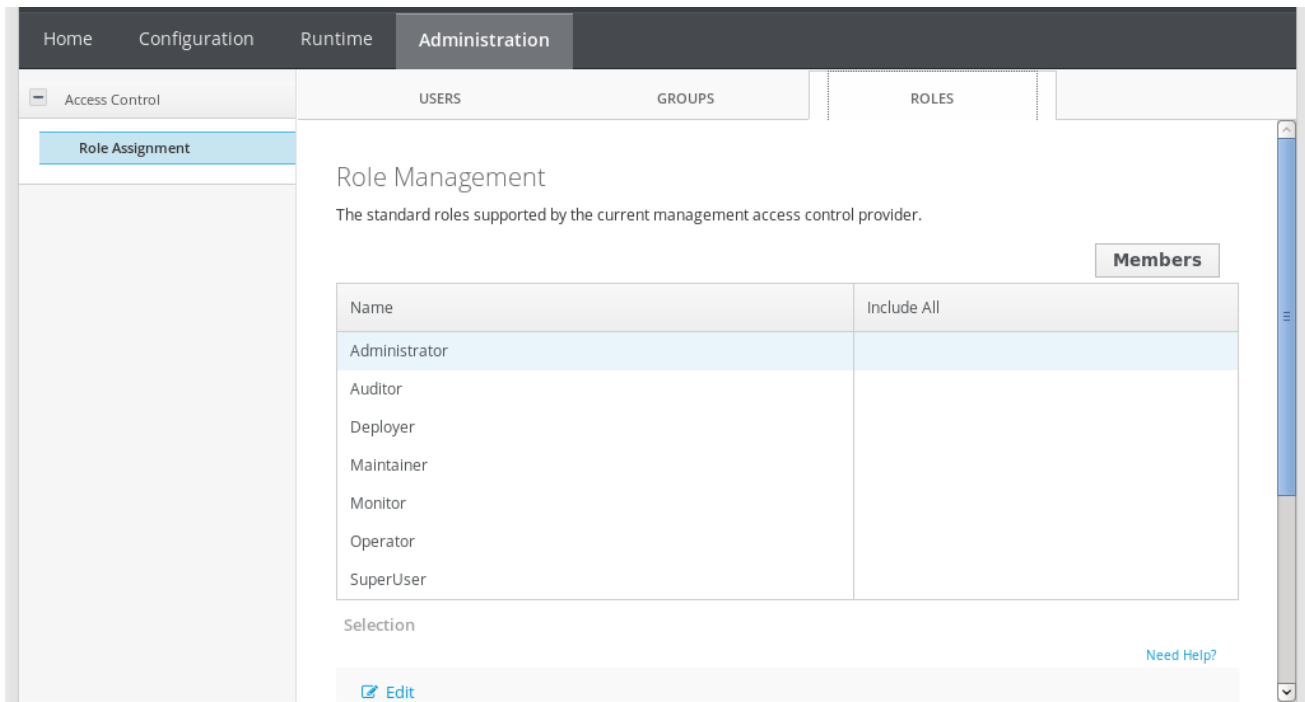 Home Configuration Runtime Administration
Access Control USERS GROUPS ROLES
Role Assignment
Role Management
The standard roles supported by the current management access control provider.
Members
Name Include All
Administrator
Auditor
Deployer
Maintainer
Monitor
Operator
SuperUser
Selection
Need Help?
Edit